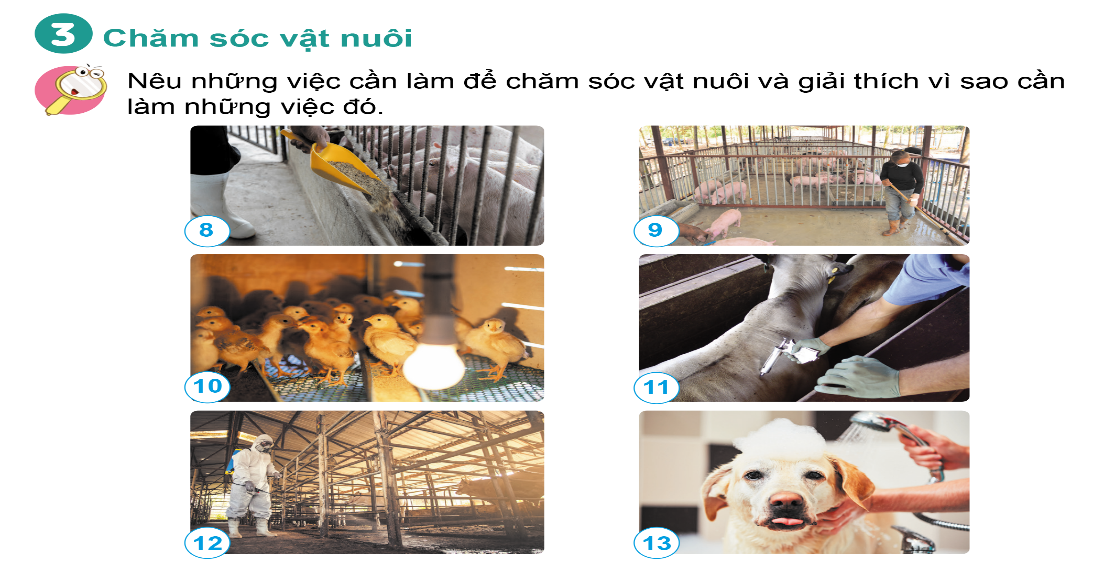 3 Chăm sóc vật nuôi
Nêu những việc cần làm để chăm sóc vật nuôi và giải thích vì sao cần
làm những việc đó.
8
9
10
11
12
13